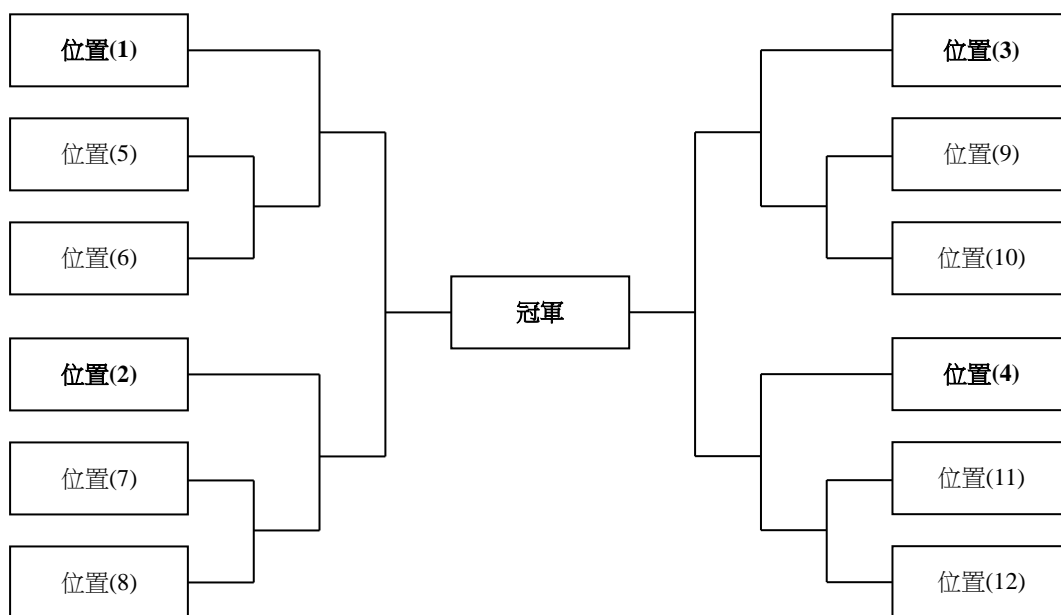 位置(1)
位置(5)
位置(6)
位置(2)
位置(7)
位置(8)
冠軍
位置(3)
位置(9)
位置(10)
位置(4)
位置(11)
位置(12)